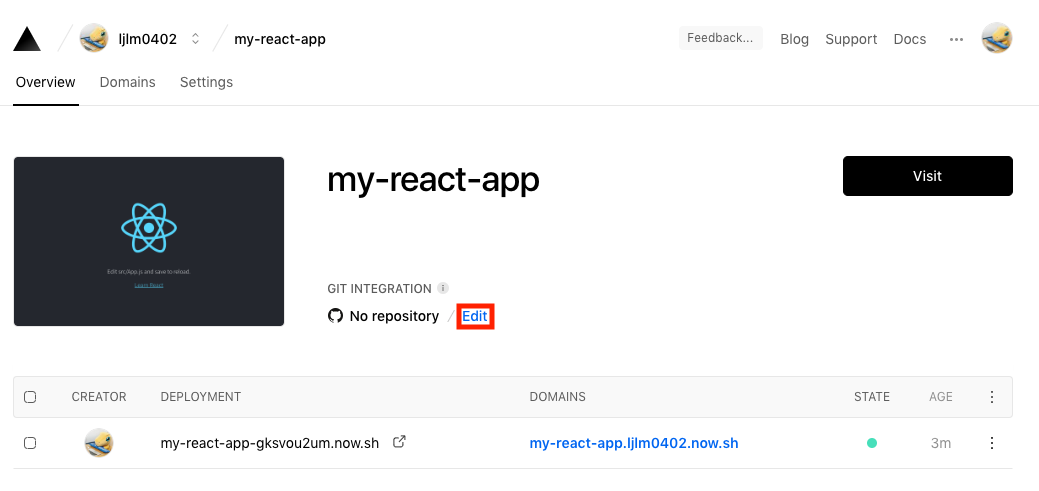 ljlm0402 my-react-app Feedback... Blog Support Docs ...
Overview Domains Settings
my-react-app
Visit
Edit src/App.js and save to reload.
Learn React
GIT INTEGRATION i
No repository / Edit
CREATOR DEPLOYMENT DOMAINS STATE AGE
my-react-app-gksvou2um.now.sh my-react-app.ljlm0402.now.sh 3m